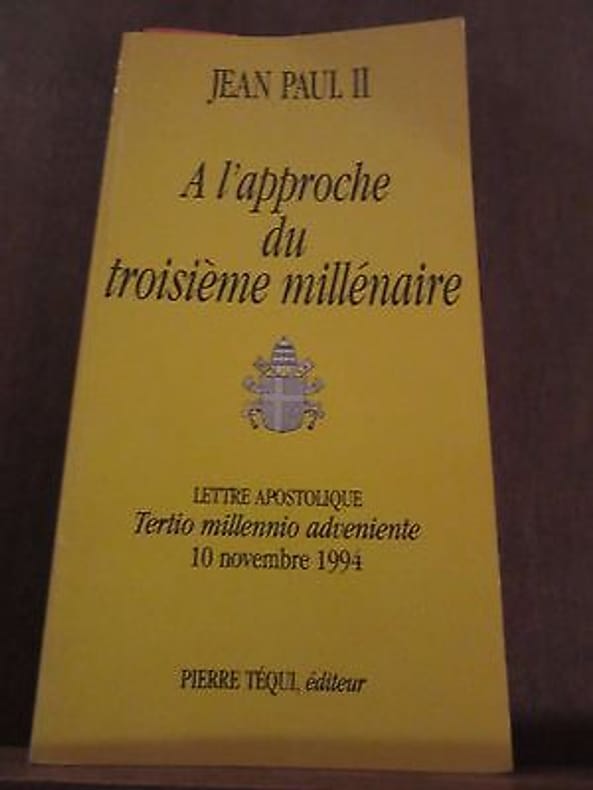 JEAN PAUL II
A l'approche
du
troisième millénaire
LETTRE APOSTOLIQUE
Tertio millennio adveniente
10 novembre 1994
PIERRE TÉQUI, éditeur